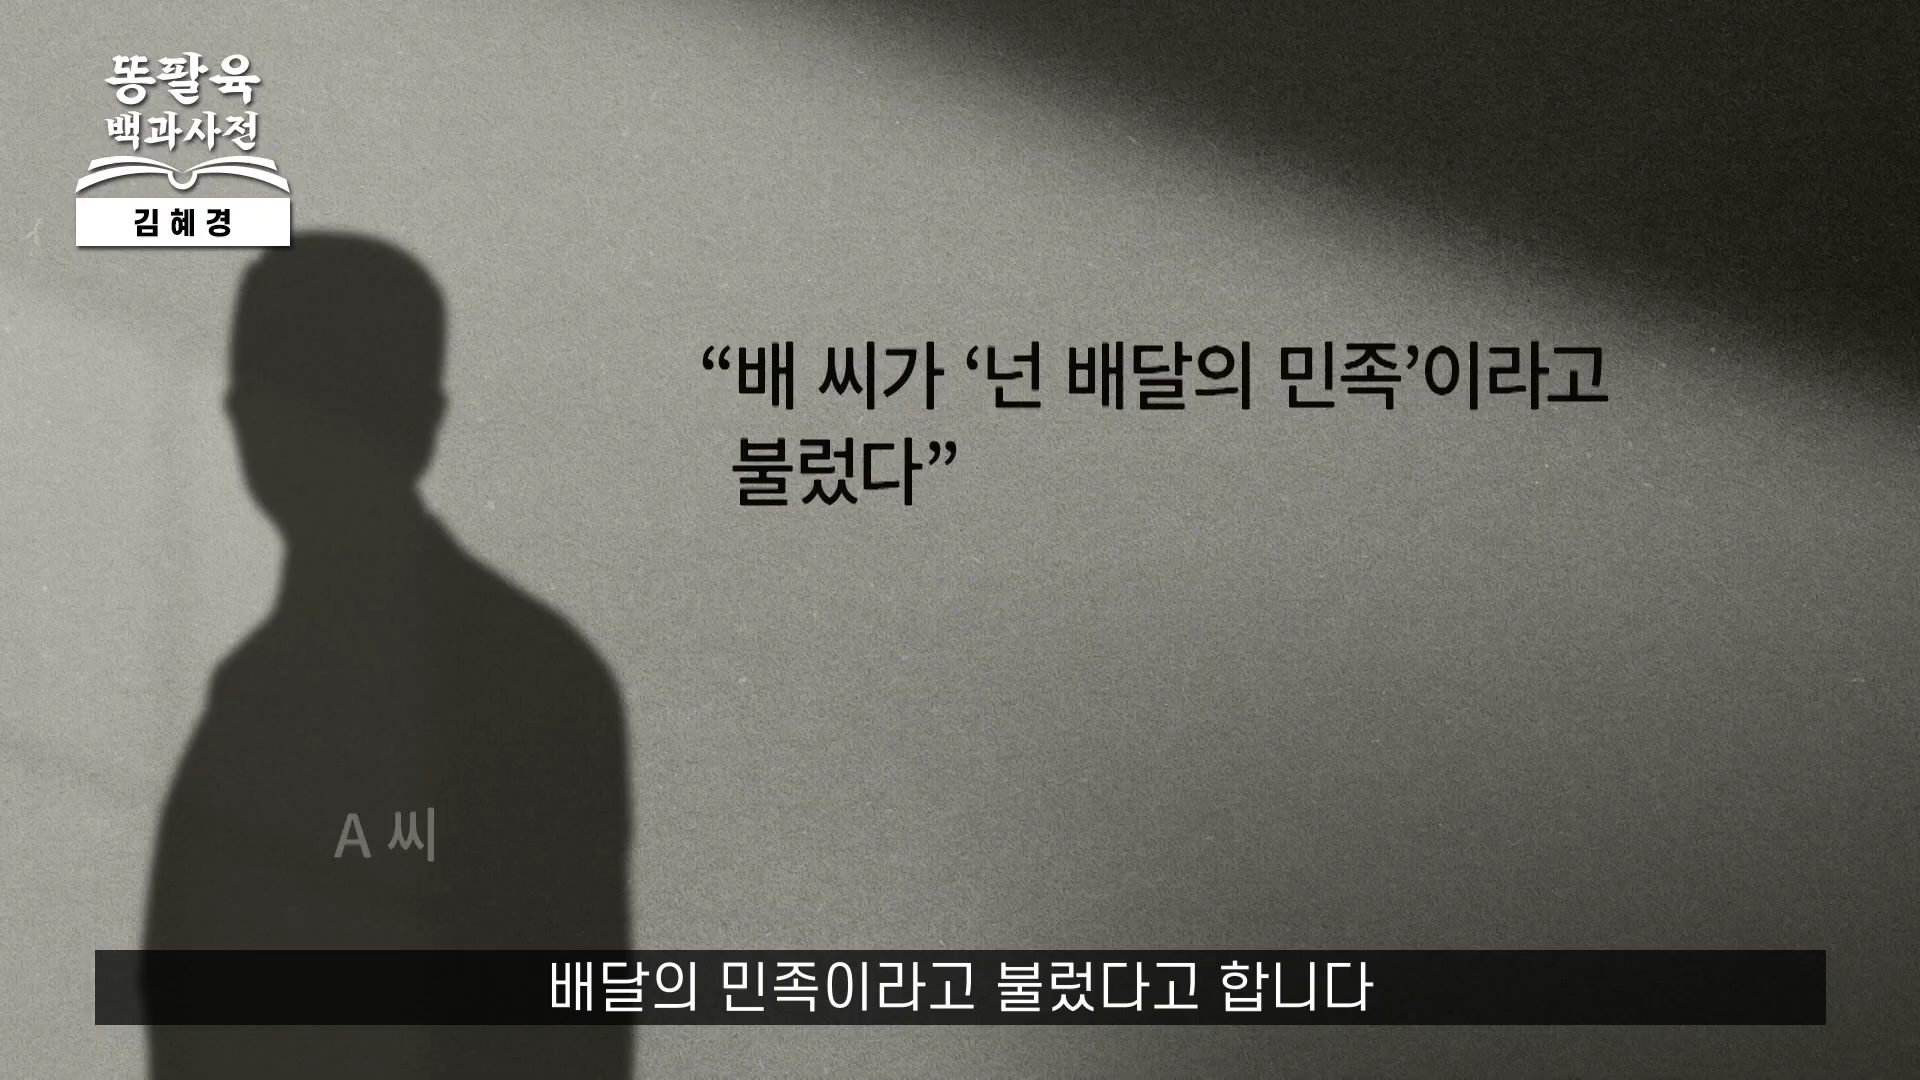 똥팔육
백과사전
김혜경
“배 씨가 ‘넌 배달의 민족’이라고
불렀다”
A 씨
배달의 민족이라고 불렀다고 합니다